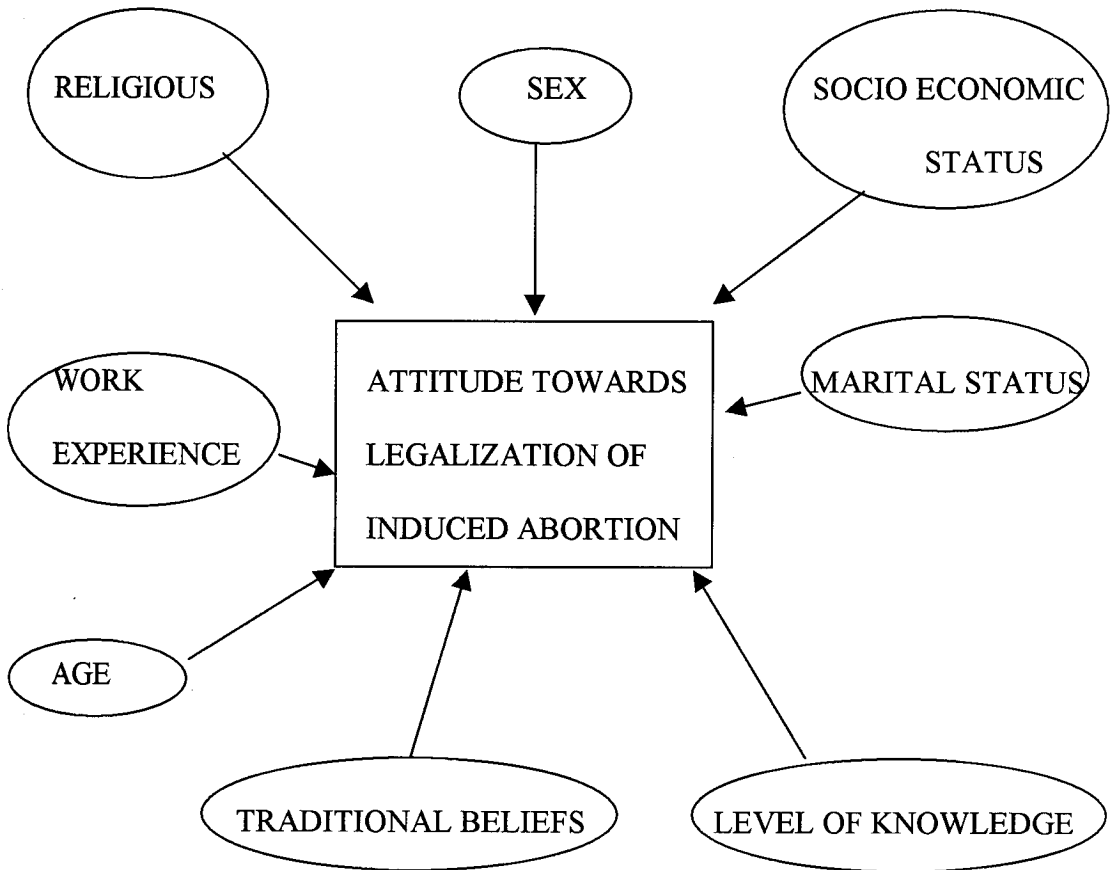 RELIGIOUS
SEX
SOCIO ECONOMIC
STATUS
WORK
EXPERIENCE
ATTITUDE TOWARDS
LEGALIZATION OF
INDUCED ABORTION
MARITAL STATUS
AGE
TRADITIONAL BELIEFS
LEVEL OF KNOWLEDGE